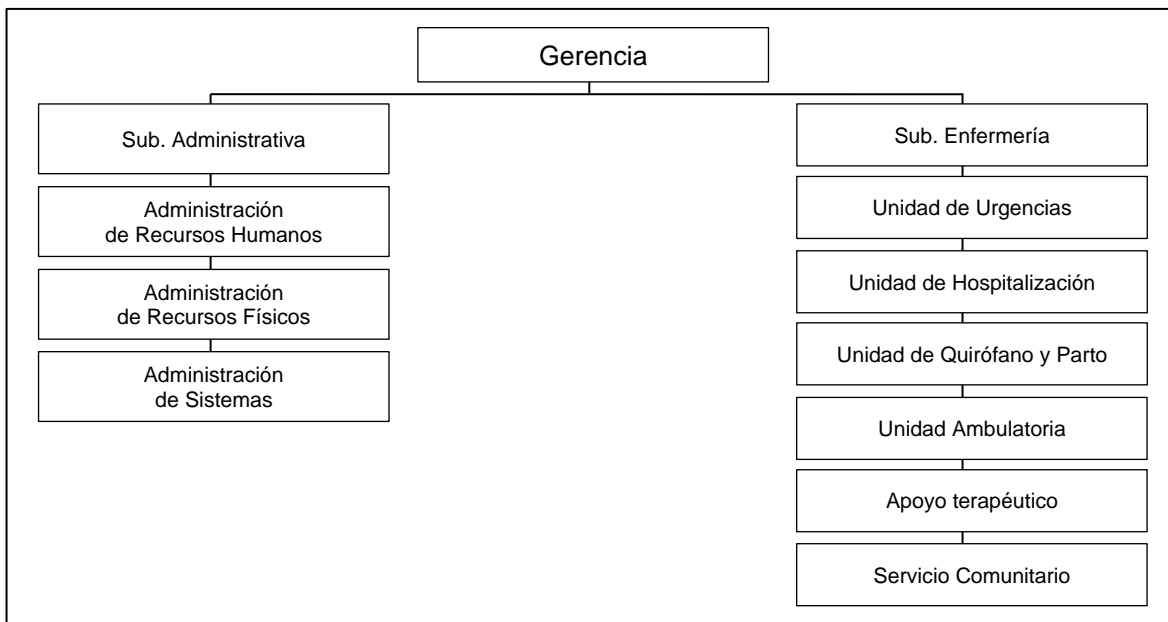 Gerencia
Sub. Administrativa
Administración
de Recursos Humanos
Administración
de Recursos Físicos
Administración
de Sistemas
Sub. Enfermería
Unidad de Urgencias
Unidad de Hospitalización
Unidad de Quirófano y Parto
Unidad Ambulatoria
Apoyo terapéutico
Servicio Comunitario